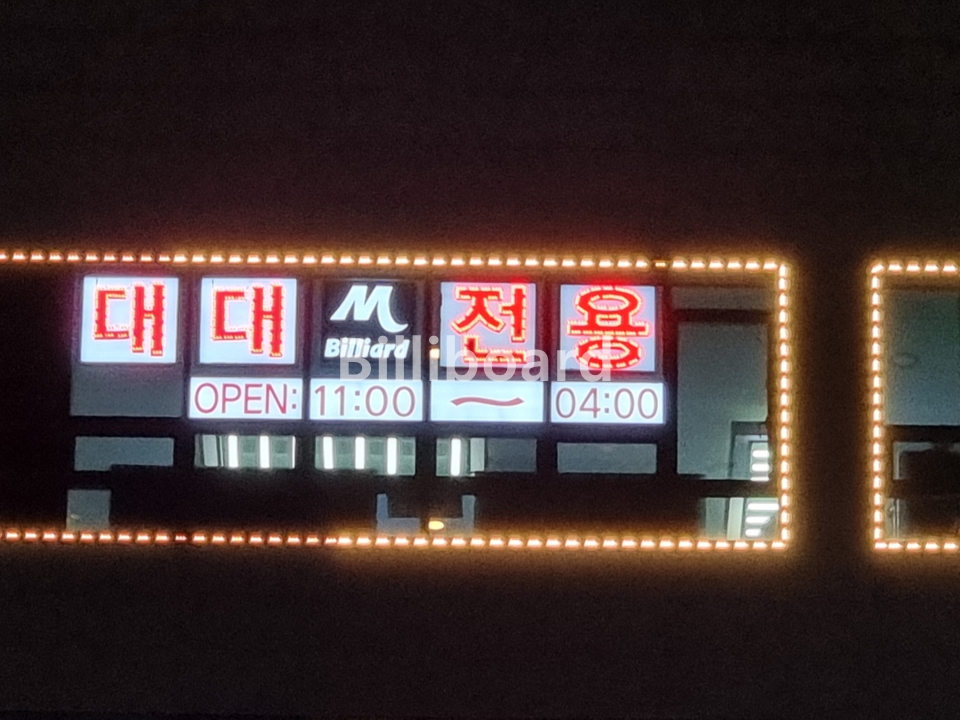 대 대 M 전 용
Billiard
Billiboard
OPEN: 11:00 ~ 04:00